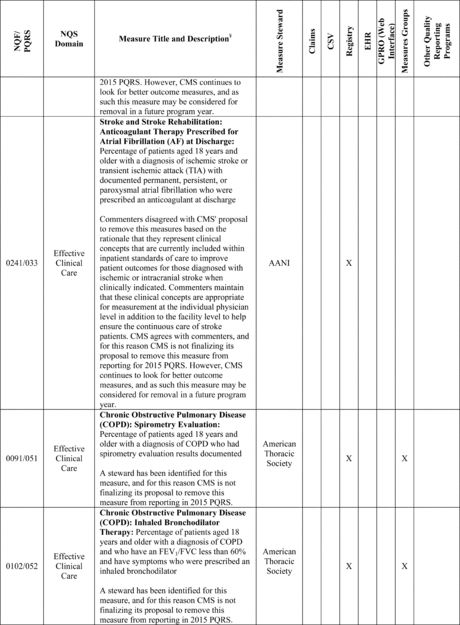 NQF/
PQRS
NQS
Domain
Measure Title and Description¥
Measure Steward
Claims
CSV
Registry
EHR
GPRO (Web
Interface)
Measures Groups
Other Quality
Reporting
Programs
2015 PQRS. However, CMS continues to
look for better outcome measures, and as
such this measure may be considered for
removal in a future program year.
0241/033
Effective
Clinical
Care
Stroke and Stroke Rehabilitation:
Anticoagulant Therapy Prescribed for
Atrial Fibrillation (AF) at Discharge:
Percentage of patients aged 18 years and
older with a diagnosis of ischemic stroke or
transient ischemic attack (TIA) with
documented permanent, persistent, or
paroxysmal atrial fibrillation who were
prescribed an anticoagulant at discharge
Commenters disagreed with CMS' proposal
to remove this measures based on the
rationale that they represent clinical
concepts that are currently included within
inpatient standards of care to improve
patient outcomes for those diagnosed with
ischemic or intracranial stroke when
clinically indicated. Commenters maintain
that these clinical concepts are appropriate
for measurement at the individual physician
level in addition to the facility level to help
ensure the continuous care of stroke
patients. CMS agrees with commenters, and
for this reason CMS is not finalizing its
proposal to remove this measure from
reporting for 2015 PQRS. However, CMS
continues to look for better outcome
measures, and as such this measure may be
considered for removal in a future program
year.
AANI
X
0091/051
Effective
Clinical
Care
Chronic Obstructive Pulmonary Disease
(COPD): Spirometry Evaluation:
Percentage of patients aged 18 years and
older with a diagnosis of COPD who had
spirometry evaluation results documented
A steward has been identified for this
measure, and for this reason CMS is not
finalizing its proposal to remove this
measure from reporting in 2015 PQRS.
American
Thoracic
Society
X
X
0102/052
Effective
Clinical
Care
Chronic Obstructive Pulmonary Disease
(COPD): Inhaled Bronchodilator
Therapy: Percentage of patients aged 18
years and older with a diagnosis of COPD
and who have an FEV₁/FVC less than 60%
and have symptoms who were prescribed an
inhaled bronchodilator
A steward has been identified for this
measure, and for this reason CMS is not
finalizing its proposal to remove this
measure from reporting in 2015 PQRS.
American
Thoracic
Society
X
X